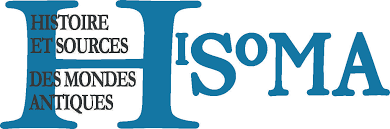 HISTOIRE
ET SOURCES
DES MONDES
ANTIQUES
HISOMA